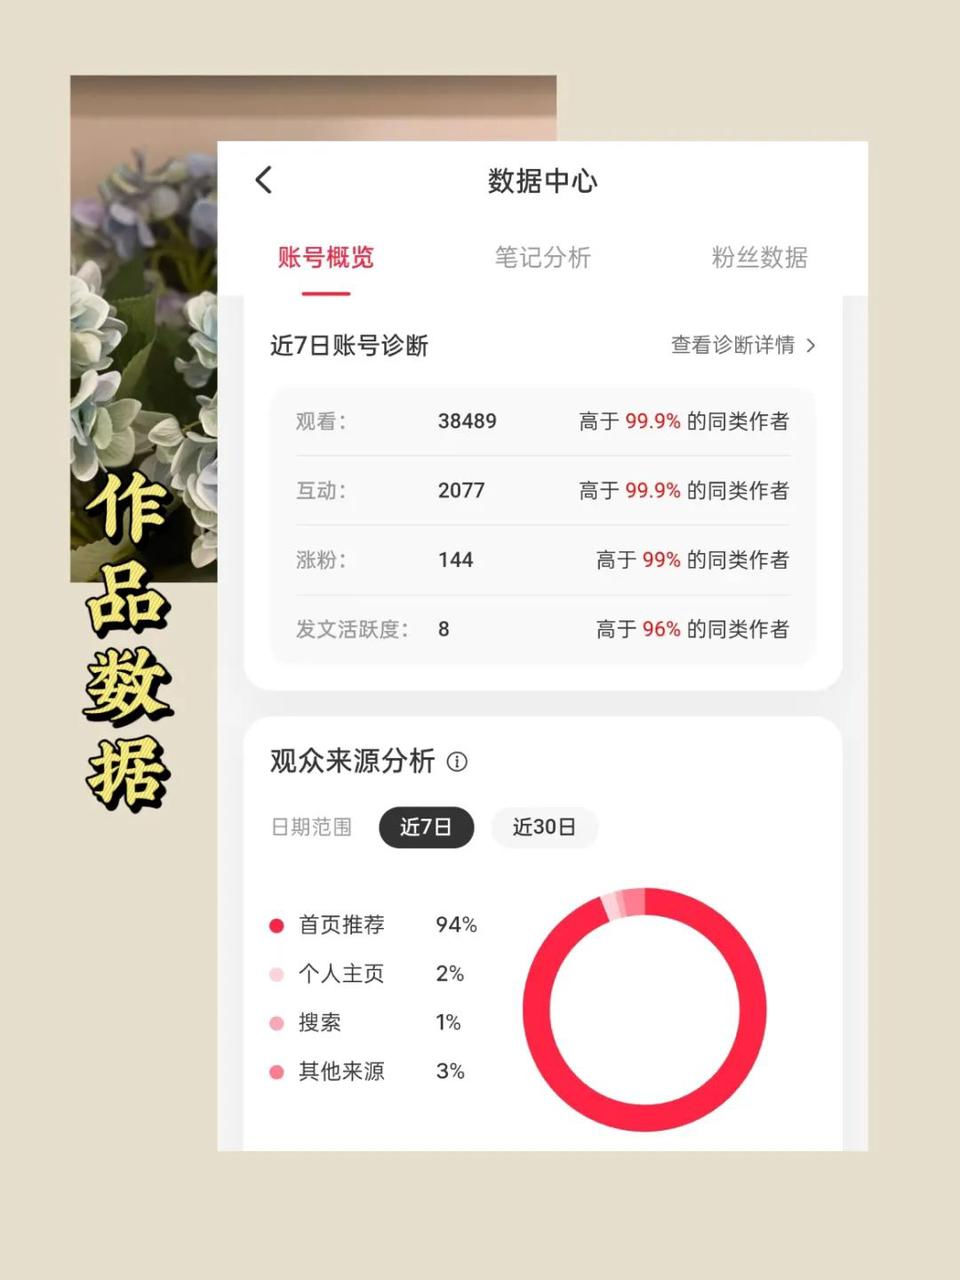 数据中心
账号概览 笔记分析 粉丝数据
近7日账号诊断 查看诊断详情
观看： 38489 高于 99.9% 的同类作者
互动： 2077 高于 99.9% 的同类作者
涨粉： 144 高于 99% 的同类作者
发文活跃度： 8 高于 96% 的同类作者
观众来源分析
日期范围 近7日 近30日
首页推荐 94%
个人主页 2%
搜索 1%
其他来源 3%
作品数据